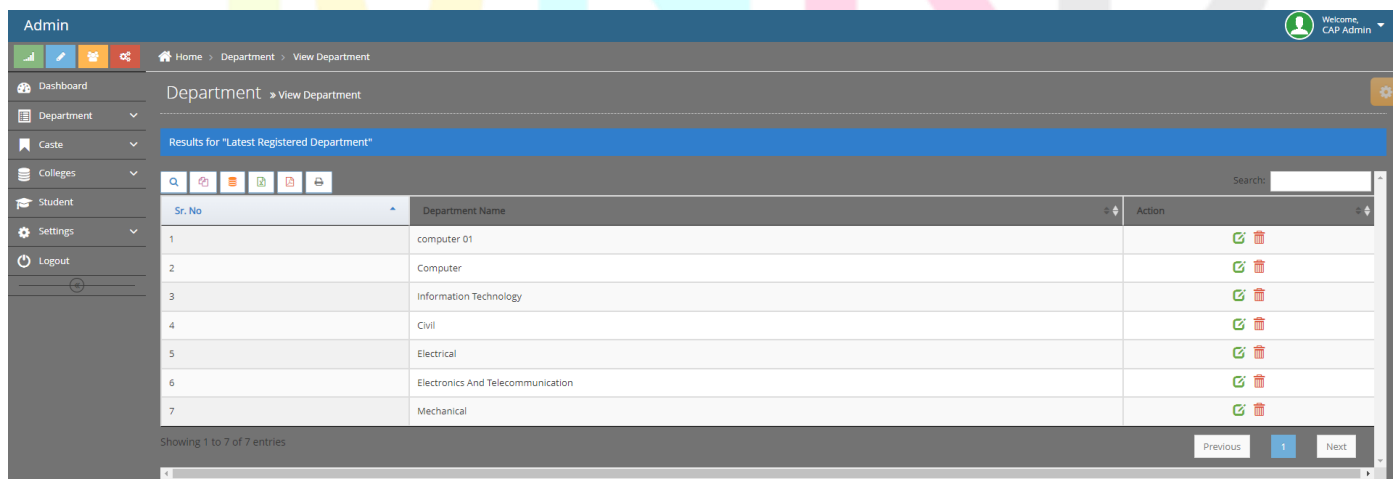 Admin
Welcome,
CAP Admin
Home > Department > View Department
Dashboard
Department
Caste
Colleges
Student
Settings
Logout
Department » View Department
Results for "Latest Registered Department"
Search:
Sr. No Department Name Action
1 computer 01
2 Computer
3 Information Technology
4 Civil
5 Electrical
6 Electronics And Telecommunication
7 Mechanical
Showing 1 to 7 of 7 entries
Previous 1 Next